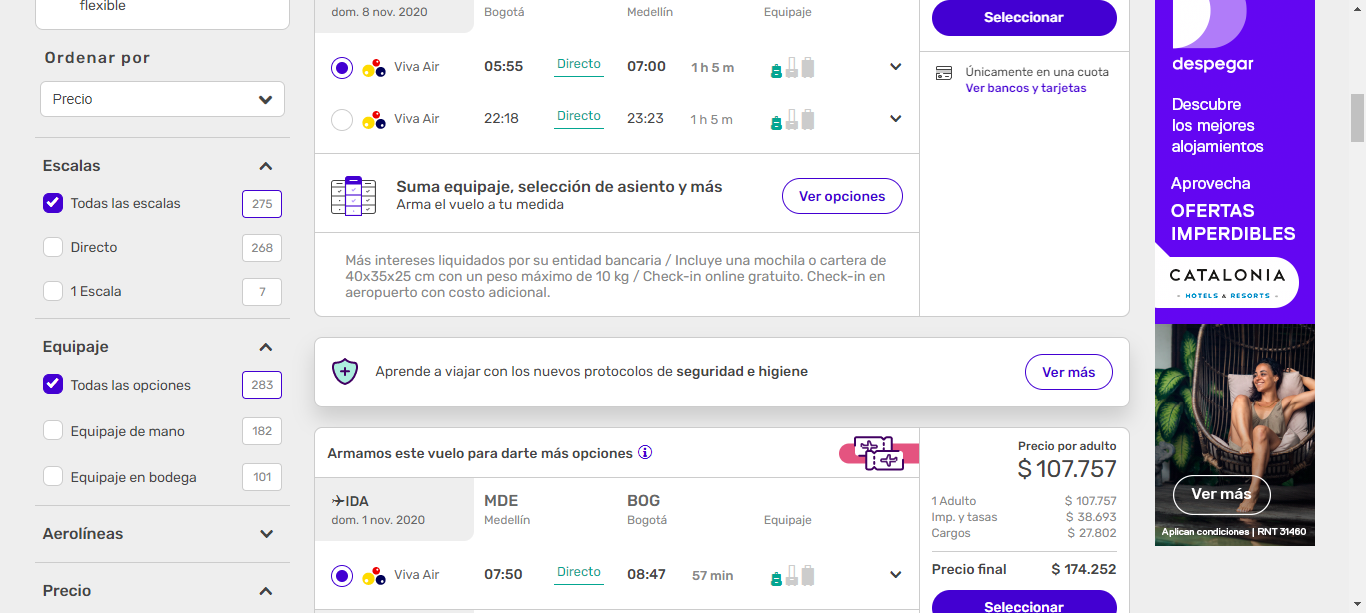 flexible
Ordenar por
Precio
Escalas
Todas las escalas 275
Directo 268
1 Escala 7
Equipaje
Todas las opciones 283
Equipaje de mano 182
Equipaje en bodega 101
Aerolíneas
Precio
dom. 8 nov. 2020 Bogotá Medellín Equipaje
Viva Air 05:55 Directo 07:00 1 h 5 m
Viva Air 22:18 Directo 23:23 1 h 5 m
Suma equipaje, selección de asiento y más
Arma el vuelo a tu medida
Ver opciones
Más intereses liquidados por su entidad bancaria / Incluye una mochila o cartera de
40x35x25 cm con un peso máximo de 10 kg / Check-in online gratuito. Check-in en
aeropuerto con costo adicional.
Seleccionar
Únicamente en una cuota
Ver bancos y tarjetas
Aprende a viajar con los nuevos protocolos de seguridad e higiene
Ver más
Armamos este vuelo para darte más opciones
IDA MDE BOG
dom. 1 nov. 2020 Medellín Bogotá Equipaje
Viva Air 07:50 Directo 08:47 57 min
Precio por adulto
$ 107.757
1 Adulto $ 107.757
Imp. y tasas $ 38.693
Cargos $ 27.802
Precio final $ 174.252
Seleccionar
despegar
Descubre
los mejores
alojamientos
Aprovecha
OFERTAS
IMPERDIBLES
CATALONIA
HOTELS & RESORTS
Ver más
Aplican condiciones | RNT 31460